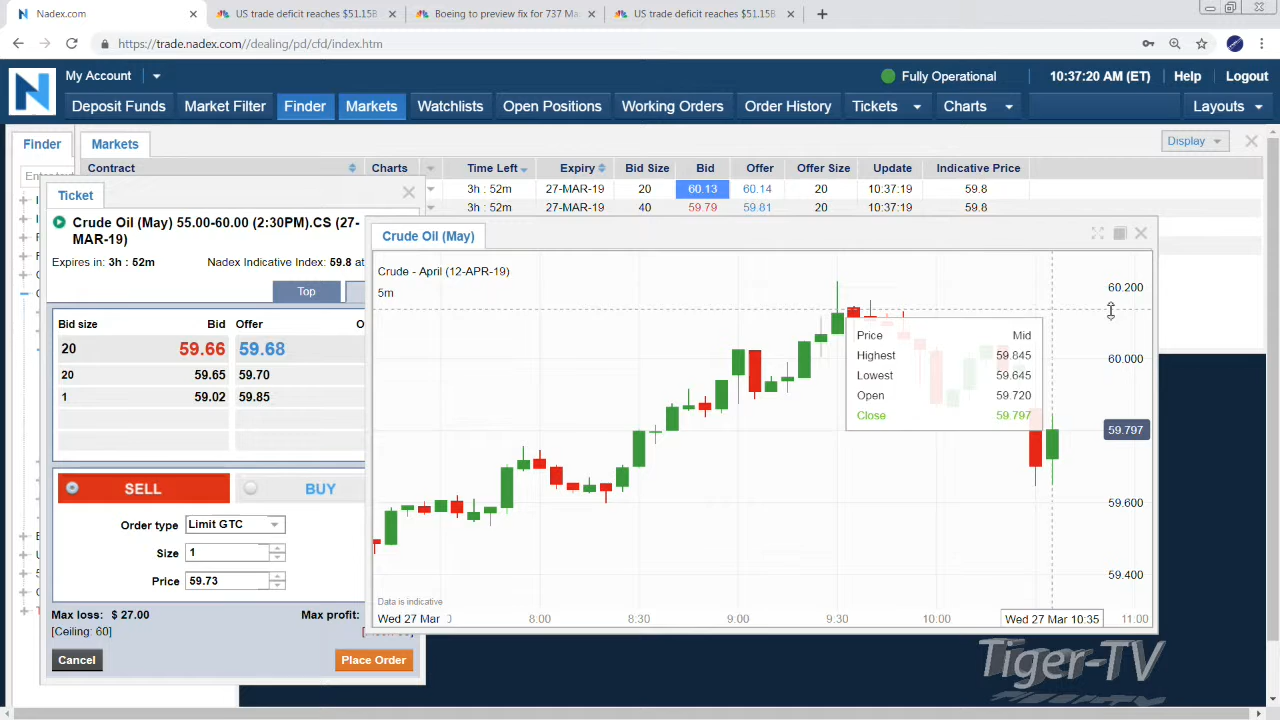 Nadex.com
US trade deficit reaches $51.15B
Boeing to preview fix for 737 Ma
US trade deficit reaches $51.15B
https://trade.nadex.com//dealing/pd/cfd/index.htm
My Account
Fully Operational
10:37:20 AM (ET)
Help
Logout
Deposit Funds
Market Filter
Finder
Markets
Watchlists
Open Positions
Working Orders
Order History
Tickets
Charts
Layouts
Finder
Markets
Display
Contract
Charts
Time Left
Expiry
Bid Size
Bid
Offer
Offer Size
Update
Indicative Price
3h : 52m 27-MAR-19 20 60.13 60.14 20 10:37:19 59.8
3h : 52m 27-MAR-19 40 59.79 59.81 20 10:37:19 59.8
Ticket
Crude Oil (May) 55.00-60.00 (2:30PM).CS (27-
MAR-19)
Expires in: 3h : 52m
Nadex Indicative Index: 59.8 at
Top
Bid size Bid Offer O
20 59.66 59.68
20 59.65 59.70
1 59.02 59.85
SELL
BUY
Order type Limit GTC
Size 1
Price 59.73
Max loss: $ 27.00
Max profit:
[Ceiling: 60]
Cancel
Place Order
Crude Oil (May)
Crude - April (12-APR-19)
5m
Price Mid
Highest 59.845
Lowest 59.645
Open 59.720
Close 59.797
60.200
60.000
59.797
59.600
59.400
Data is indicative
Wed 27 Mar
8:00
8:30
9:00
9:30
10:00
Wed 27 Mar 10:35
11:00
Tiger-TV